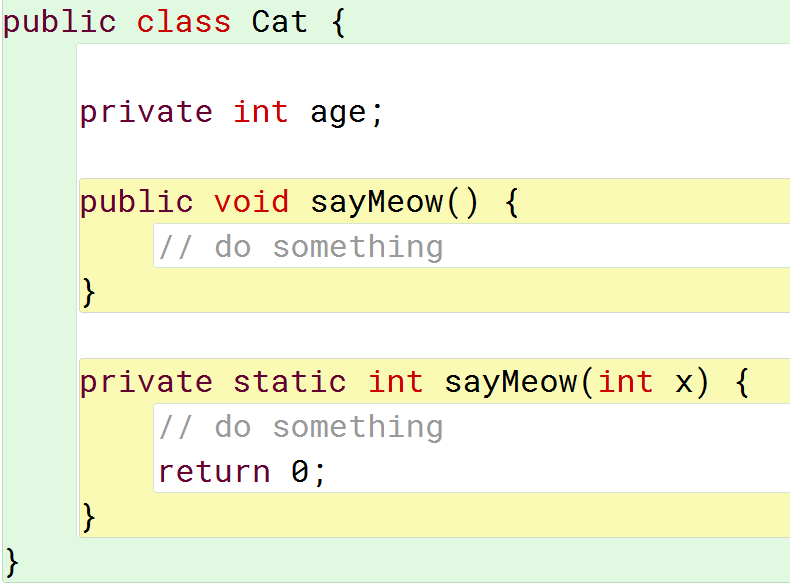 public class Cat {
private int age;
public void sayMeow() {
// do something
}
private static int sayMeow(int x) {
// do something
return 0;
}
}